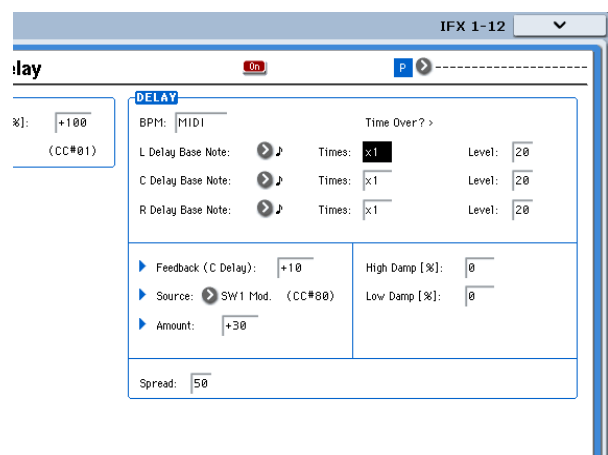 IFX 1-12
elay
On
P ---------------
DELAY
%]: +100
(CC#01)
BPM: MIDI Time Over? >
L Delay Base Note: ♪ Times: x1 Level: 20
C Delay Base Note: ♪ Times: x1 Level: 20
R Delay Base Note: ♪ Times: x1 Level: 20
Feedback (C Delay): +10 High Damp [%]: 0
Source: SW1 Mod. (CC#80) Low Damp [%]: 0
Amount: +30
Spread: 50